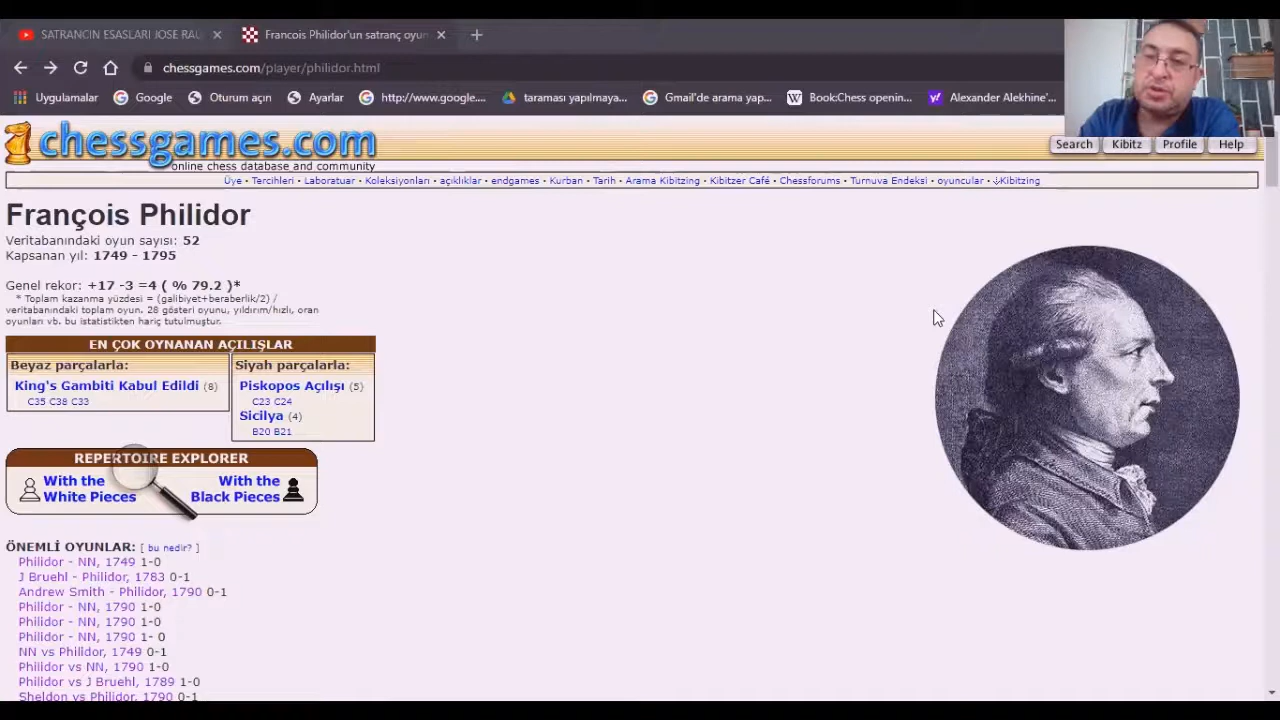 SATRANCIN ESASLARI JOSE RAU
Francois Philidor'un satranç oyun
chessgames.com/player/philidor.html
Uygulamalar
Google
Oturum açın
Ayarlar
http://www.google....
taraması yapılmaya...
Gmail'de arama yap...
Book:Chess openin...
Alexander Alekhine'...
chessgames.com
online chess database and community
Search Kibitz Profile Help
Üye • Tercihleri • Laboratuar • Koleksiyonları • açıklıklar • endgames • Kurban • Tarih • Arama Kibitzing • Kibitzer Café • Chessforums • Turnuva Endeksi • oyuncular • ↓Kibitzing
François Philidor
Veritabanındaki oyun sayısı: 52
Kapsanan yıl: 1749 - 1795
Genel rekor: +17 -3 =4 ( % 79.2 )*
* Toplam kazanma yüzdesi = (galibiyet+beraberlik/2) /
veritabanındaki toplam oyun. 28 gösteri oyunu, yıldırım/hızlı, oran
oyunları vb. bu istatistikten hariç tutulmuştur.
EN ÇOK OYNANAN AÇILIŞLAR
Beyaz parçalarla:
King's Gambiti Kabul Edildi (8)
C35 C38 C33
Siyah parçalarla:
Piskopos Açılışı (5)
C23 C24
Sicilya (4)
B20 B21
REPERTOIRE EXPLORER
With the
White Pieces
With the
Black Pieces
ÖNEMLİ OYUNLAR: [ bu nedir? ]
Philidor - NN, 1749 1-0
J Bruehl - Philidor, 1783 0-1
Andrew Smith - Philidor, 1790 0-1
Philidor - NN, 1790 1-0
Philidor - NN, 1790 1-0
Philidor - NN, 1790 1- 0
NN vs Philidor, 1749 0-1
Philidor vs NN, 1790 1-0
Philidor vs J Bruehl, 1789 1-0
Sheldon vs Philidor, 1790 0-1